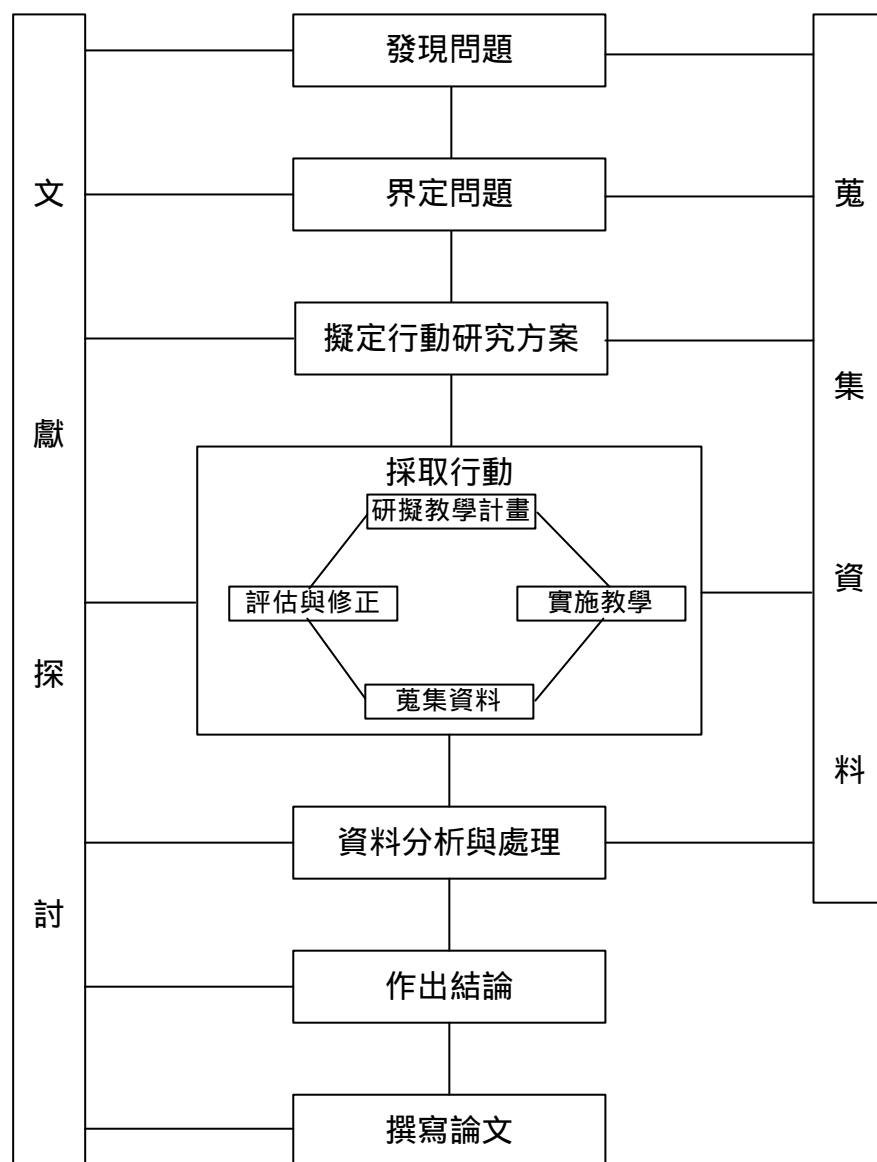 發現問題
界定問題
擬定行動研究方案
採取行動
研擬教學計畫
評估與修正
實施教學
蒐集資料
資料分析與處理
作出結論
撰寫論文
文獻探討
蒐集資料